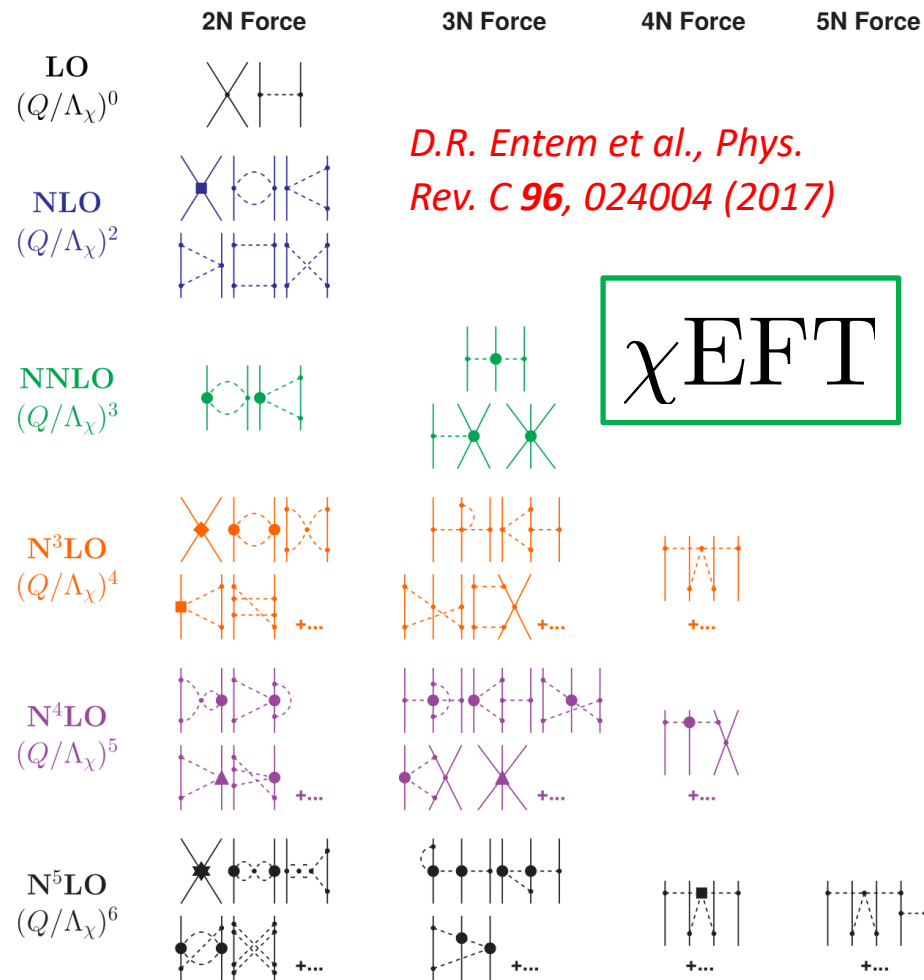 2N Force 3N Force 4N Force 5N Force
LO
(Q/Λχ)⁰
D.R. Entem et al., Phys.
Rev. C 96, 024004 (2017)
NLO
(Q/Λχ)²
χEFT
NNLO
(Q/Λχ)³
N³LO
(Q/Λχ)⁴
+... +... +...
N⁴LO
(Q/Λχ)⁵
+... +... +...
N⁵LO
(Q/Λχ)⁶
+... +... +... +...